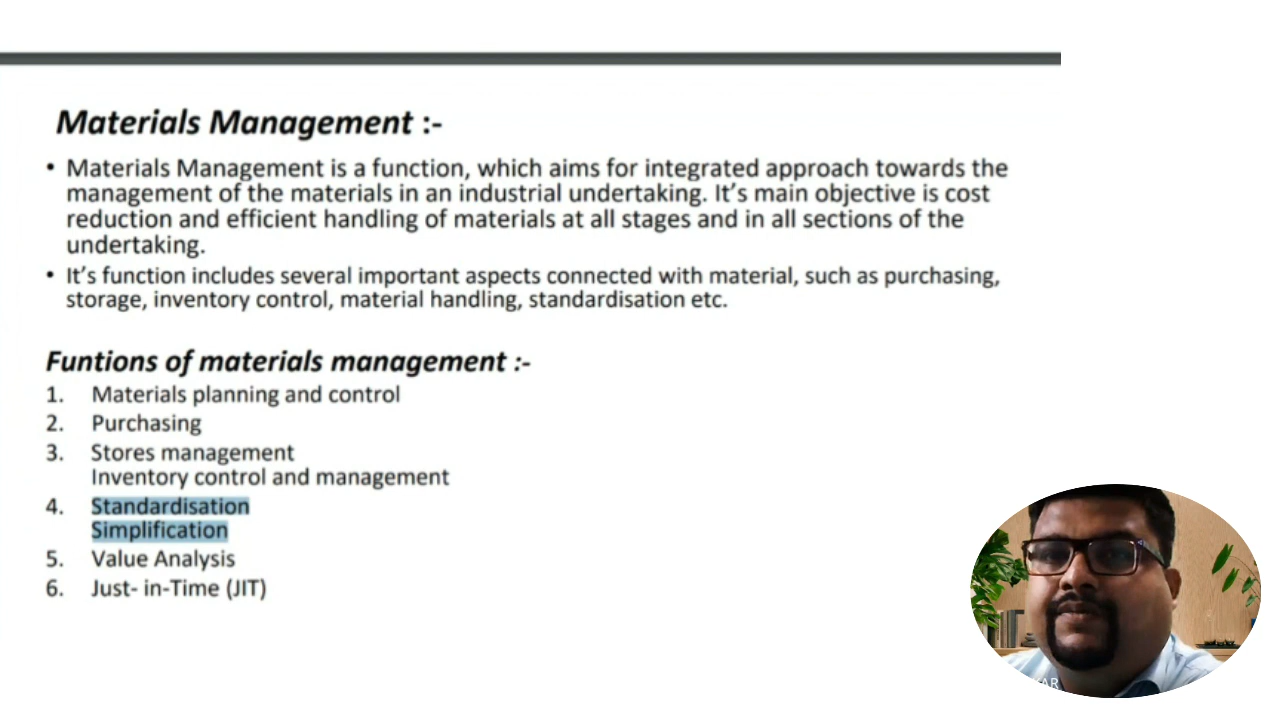 Materials Management :-
• Materials Management is a function, which aims for integrated approach towards the
management of the materials in an industrial undertaking. It’s main objective is cost
reduction and efficient handling of materials at all stages and in all sections of the
undertaking.
• It’s function includes several important aspects connected with material, such as purchasing,
storage, inventory control, material handling, standardisation etc.
Funtions of materials management :-
1. Materials planning and control
2. Purchasing
3. Stores management
Inventory control and management
4. Standardisation
Simplification
5. Value Analysis
6. Just- in-Time (JIT)